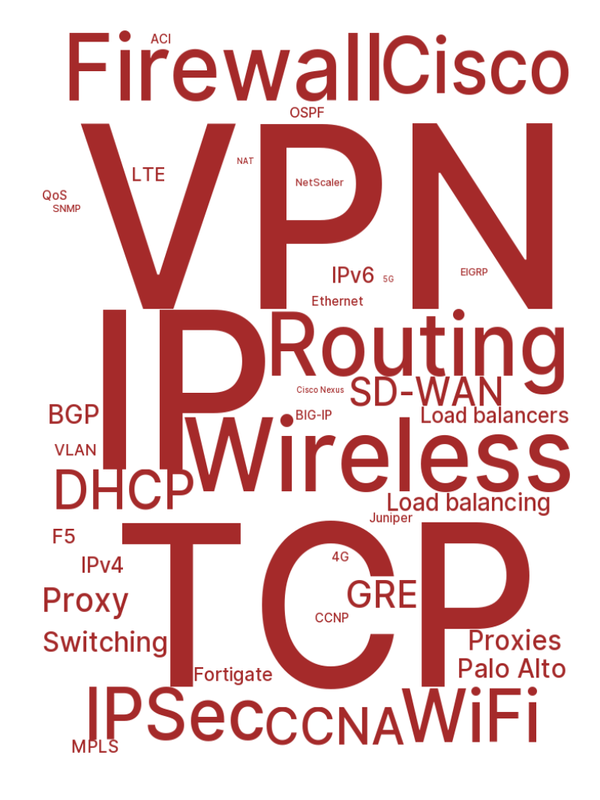 ACI
Firewall Cisco
OSPF
VPN
NAT
LTE
NetScaler
QoS
SNMP
IPv6
5G
EIGRP
Ethernet
IP
Routing
Cisco Nexus
SD-WAN
BGP
BIG-IP
Load balancers
VLAN
Wireless
DHCP
Load balancing
Juniper
TCP
F5
4G
IPv4
GRE
Proxy
CCNP
Switching
Proxies
Fortigate
Palo Alto
IPSec CCNA WiFi
MPLS